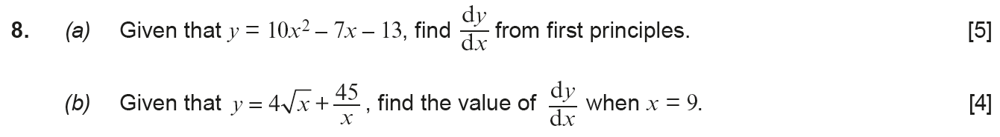 8. (a) Given that y = 10x² – 7x – 13, find dy/dx from first principles. [5]
(b) Given that y = 4√x + 45/x, find the value of dy/dx when x = 9. [4]